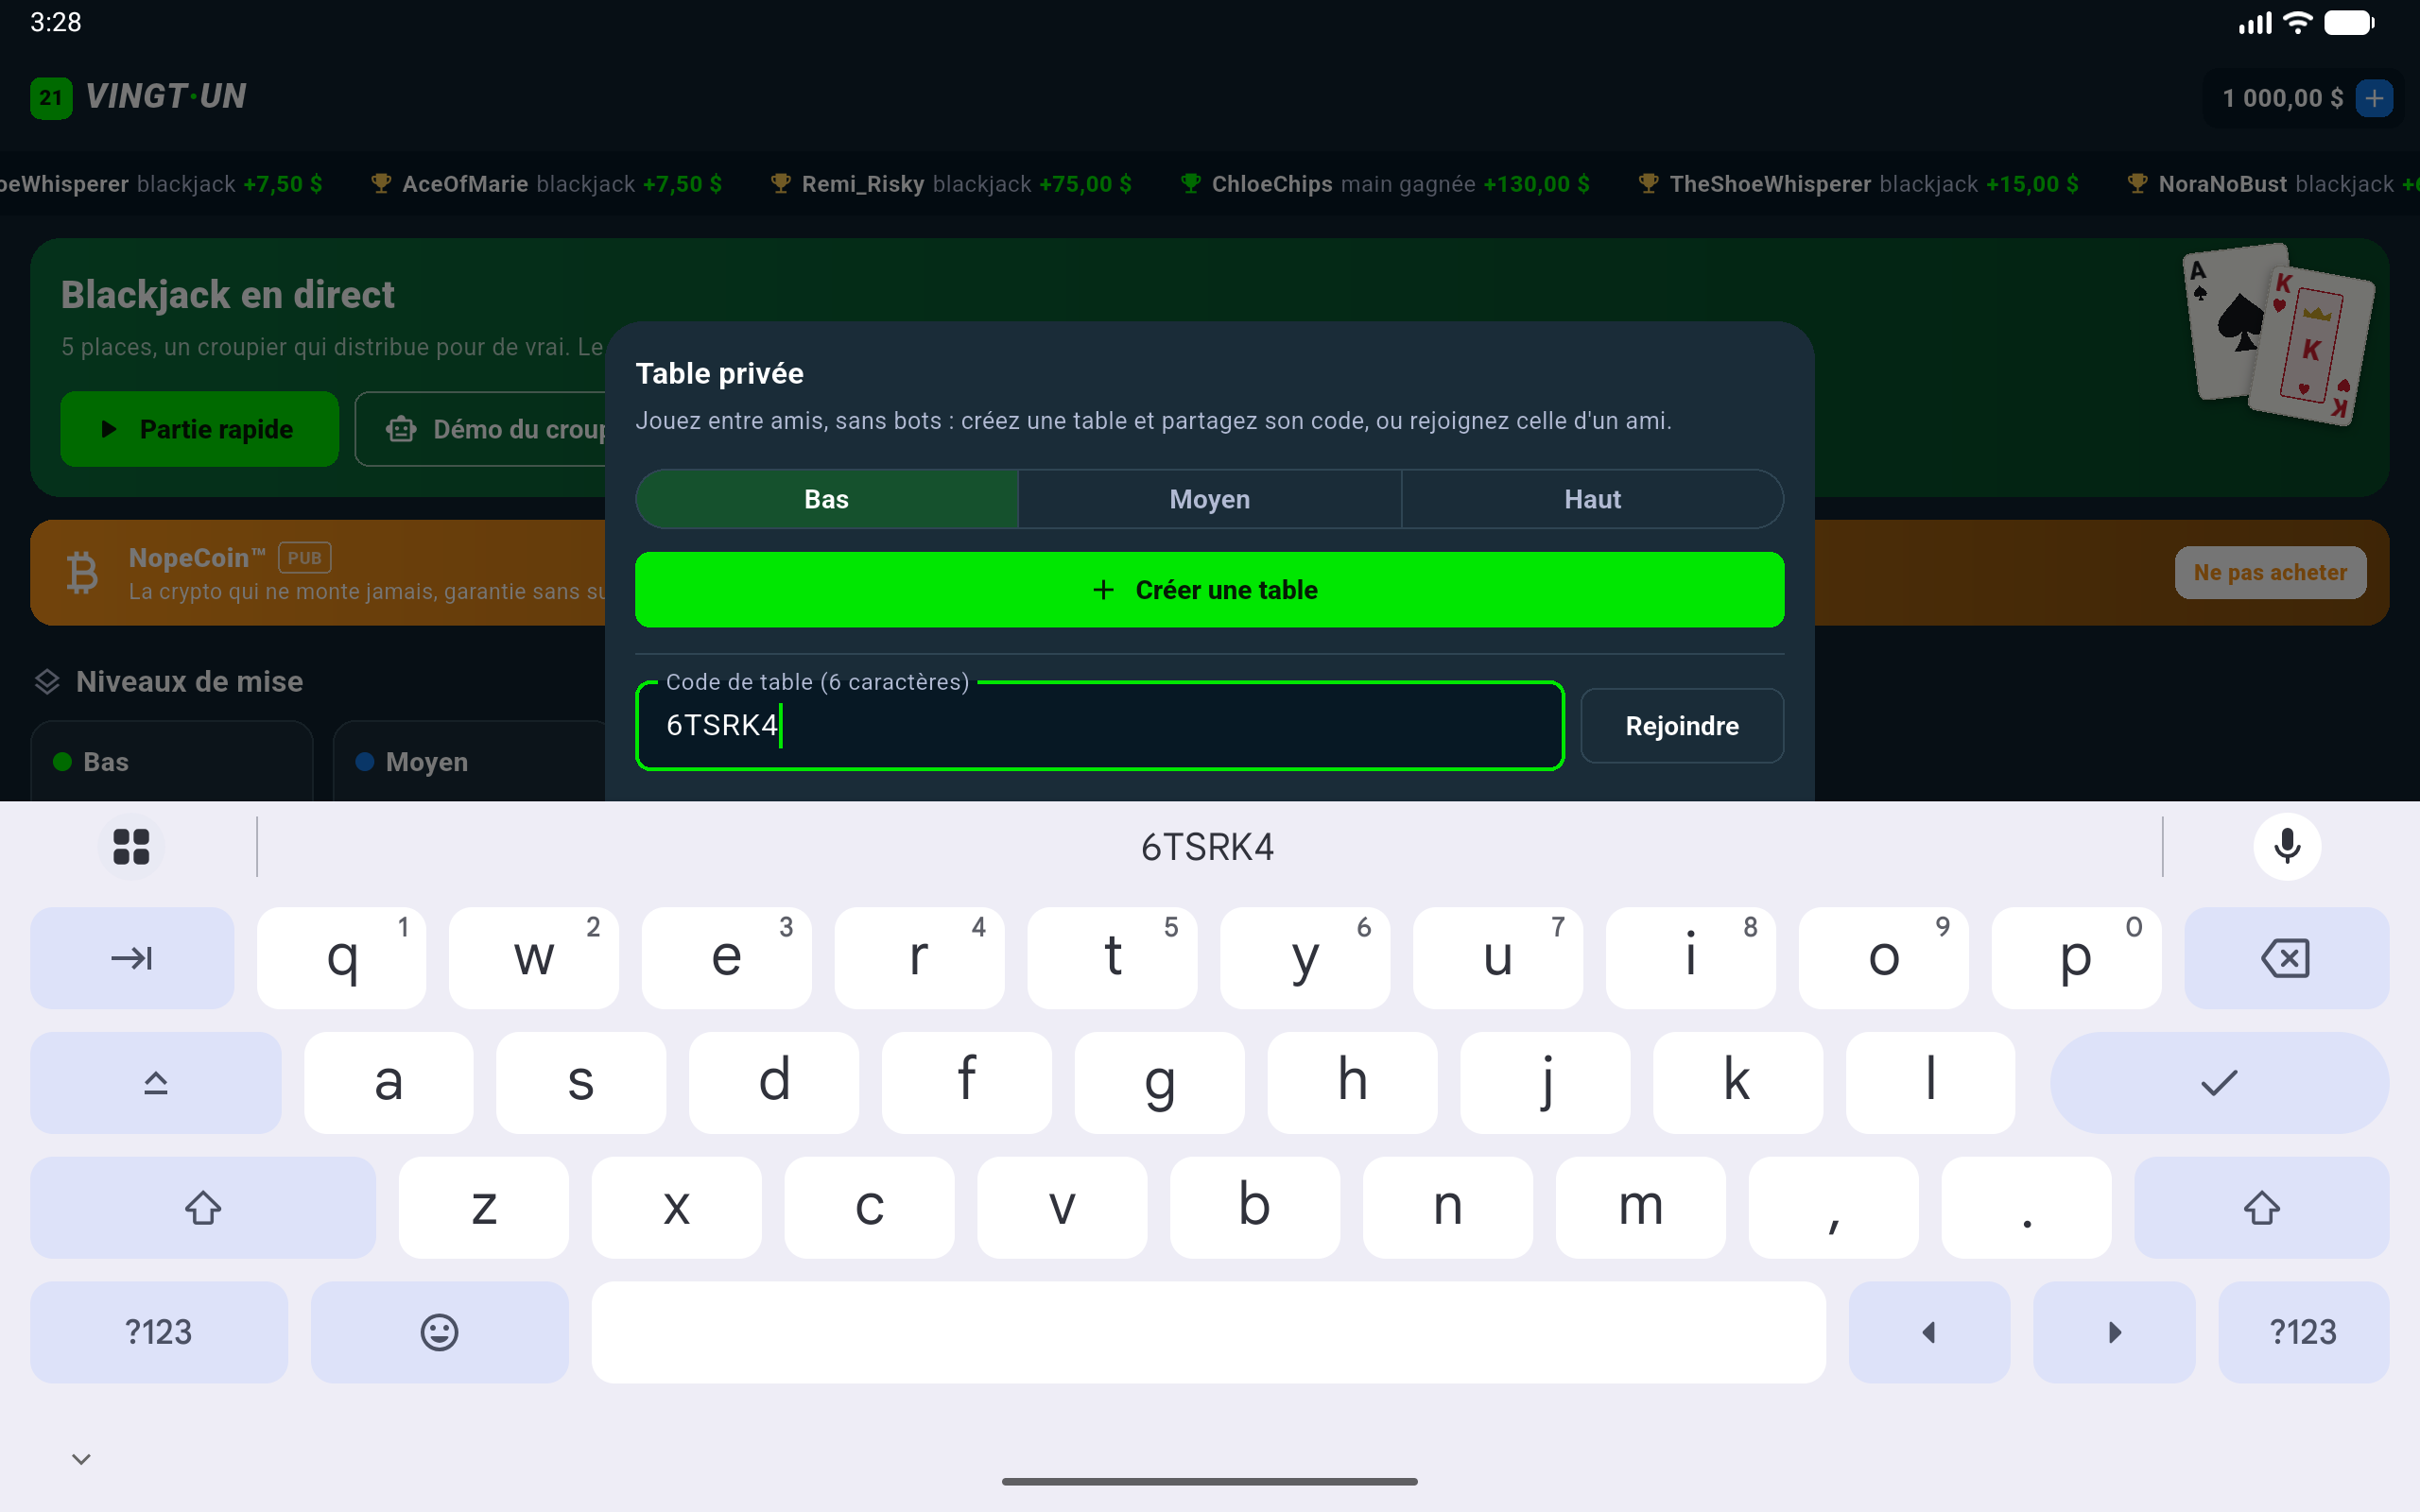 3:28
21 VINGT·UN
1 000,00 $
oeWhisperer blackjack +7,50 $ AceOfMarie blackjack +7,50 $ Remi_Risky blackjack +75,00 $ ChloeChips main gagnée +130,00 $ TheShoeWhisperer blackjack +15,00 $ NoraNoBust blackjack
Blackjack en direct
5 places, un croupier qui distribue pour de vrai. Le
Partie rapide
Démo du croup
A
K
K
K
Table privée
Jouez entre amis, sans bots : créez une table et partagez son code, ou rejoignez celle d'un ami.
Bas Moyen Haut
Créer une table
NopeCoin™ PUB
La crypto qui ne monte jamais, garantie sans su
Ne pas acheter
Code de table (6 caractères)
6TSRK4
Rejoindre
Niveaux de mise
Bas
Moyen
6TSRK4
q 1 w 2 e 3 r 4 t 5 y 6 u 7 i 8 o 9 p 0
a s d f g h j k l
z x c v b n m , .
?123 ?123